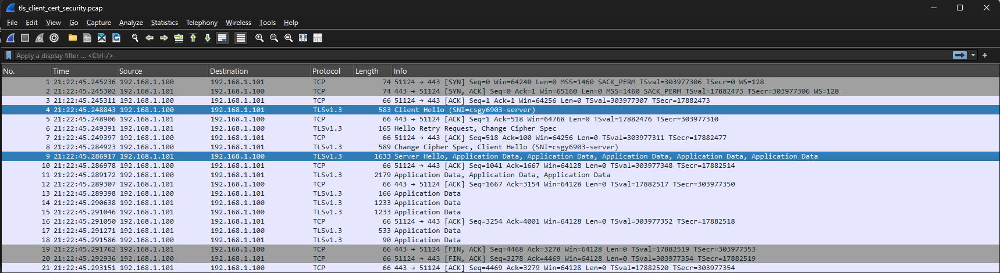 tls_client_cert_security.pcap
File Edit View Go Capture Analyze Statistics Telephony Wireless Tools Help
Apply a display filter ... <Ctrl-/>
No. Time Source Destination Protocol Length Info
1 21:22:45.245236 192.168.1.100 192.168.1.101 TCP 74 51124 → 443 [SYN] Seq=0 Win=64240 Len=0 MSS=1460 SACK_PERM TSval=303977306 TSecr=0 WS=128
2 21:22:45.245302 192.168.1.101 192.168.1.100 TCP 74 443 → 51124 [SYN, ACK] Seq=0 Ack=1 Win=65160 Len=0 MSS=1460 SACK_PERM TSval=17882473 TSecr=303977306 WS=128
3 21:22:45.245311 192.168.1.100 192.168.1.101 TCP 66 51124 → 443 [ACK] Seq=1 Ack=1 Win=64256 Len=0 TSval=303977307 TSecr=17882473
4 21:22:45.248843 192.168.1.100 192.168.1.101 TLSv1.3 583 Client Hello (SNI=csgy6903-server)
5 21:22:45.248906 192.168.1.101 192.168.1.100 TCP 66 443 → 51124 [ACK] Seq=1 Ack=518 Win=64768 Len=0 TSval=17882476 TSecr=303977310
6 21:22:45.249391 192.168.1.101 192.168.1.100 TLSv1.3 165 Hello Retry Request, Change Cipher Spec
7 21:22:45.249397 192.168.1.100 192.168.1.101 TCP 66 51124 → 443 [ACK] Seq=518 Ack=100 Win=64256 Len=0 TSval=303977311 TSecr=17882477
8 21:22:45.284923 192.168.1.100 192.168.1.101 TLSv1.3 589 Change Cipher Spec, Client Hello (SNI=csgy6903-server)
9 21:22:45.286917 192.168.1.101 192.168.1.100 TLSv1.3 1633 Server Hello, Application Data, Application Data, Application Data, Application Data, Application Data
10 21:22:45.286978 192.168.1.100 192.168.1.101 TCP 66 51124 → 443 [ACK] Seq=1041 Ack=1667 Win=64128 Len=0 TSval=303977348 TSecr=17882514
11 21:22:45.289172 192.168.1.100 192.168.1.101 TLSv1.3 2179 Application Data, Application Data, Application Data
12 21:22:45.289307 192.168.1.101 192.168.1.100 TCP 66 443 → 51124 [ACK] Seq=1667 Ack=3154 Win=64128 Len=0 TSval=17882517 TSecr=303977350
13 21:22:45.289398 192.168.1.100 192.168.1.101 TLSv1.3 166 Application Data
14 21:22:45.290638 192.168.1.101 192.168.1.100 TLSv1.3 1233 Application Data
15 21:22:45.291046 192.168.1.101 192.168.1.100 TLSv1.3 1233 Application Data
16 21:22:45.291050 192.168.1.100 192.168.1.101 TCP 66 51124 → 443 [ACK] Seq=3254 Ack=4001 Win=64128 Len=0 TSval=303977352 TSecr=17882518
17 21:22:45.291271 192.168.1.101 192.168.1.100 TLSv1.3 533 Application Data
18 21:22:45.291586 192.168.1.100 192.168.1.101 TLSv1.3 90 Application Data
19 21:22:45.291762 192.168.1.101 192.168.1.100 TCP 66 443 → 51124 [FIN, ACK] Seq=4468 Ack=3278 Win=64128 Len=0 TSval=17882519 TSecr=303977353
20 21:22:45.292936 192.168.1.100 192.168.1.101 TCP 66 51124 → 443 [FIN, ACK] Seq=3278 Ack=4469 Win=64128 Len=0 TSval=303977354 TSecr=17882519
21 21:22:45.293151 192.168.1.101 192.168.1.100 TCP 66 443 → 51124 [ACK] Seq=4469 Ack=3279 Win=64128 Len=0 TSval=17882520 TSecr=303977354